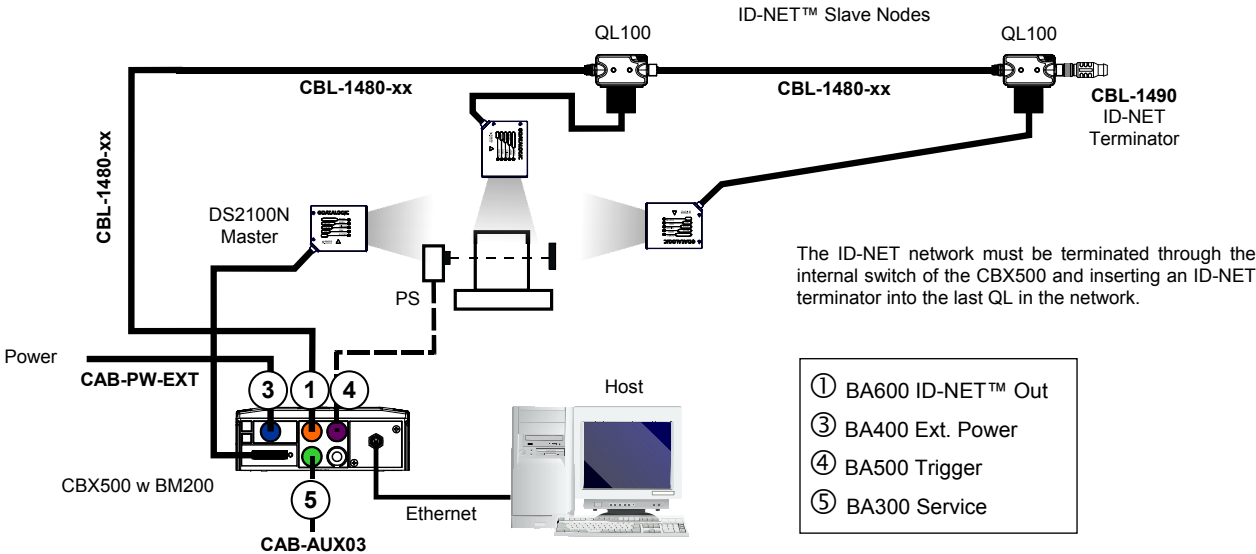 ID-NET™ Slave Nodes
QL100
QL100
CBL-1480-xx
CBL-1480-xx
CBL-1490
ID-NET
Terminator
CBL-1480-xx
DS2100N
Master
PS
The ID-NET network must be terminated through the
internal switch of the CBX500 and inserting an ID-NET
terminator into the last QL in the network.
Power
CAB-PW-EXT
3
1
4
Host
① BA600 ID-NET™ Out
③ BA400 Ext. Power
④ BA500 Trigger
⑤ BA300 Service
CBX500 w BM200
5
Ethernet
CAB-AUX03
DATALOGIC
DATALOGIC
DATALOGIC